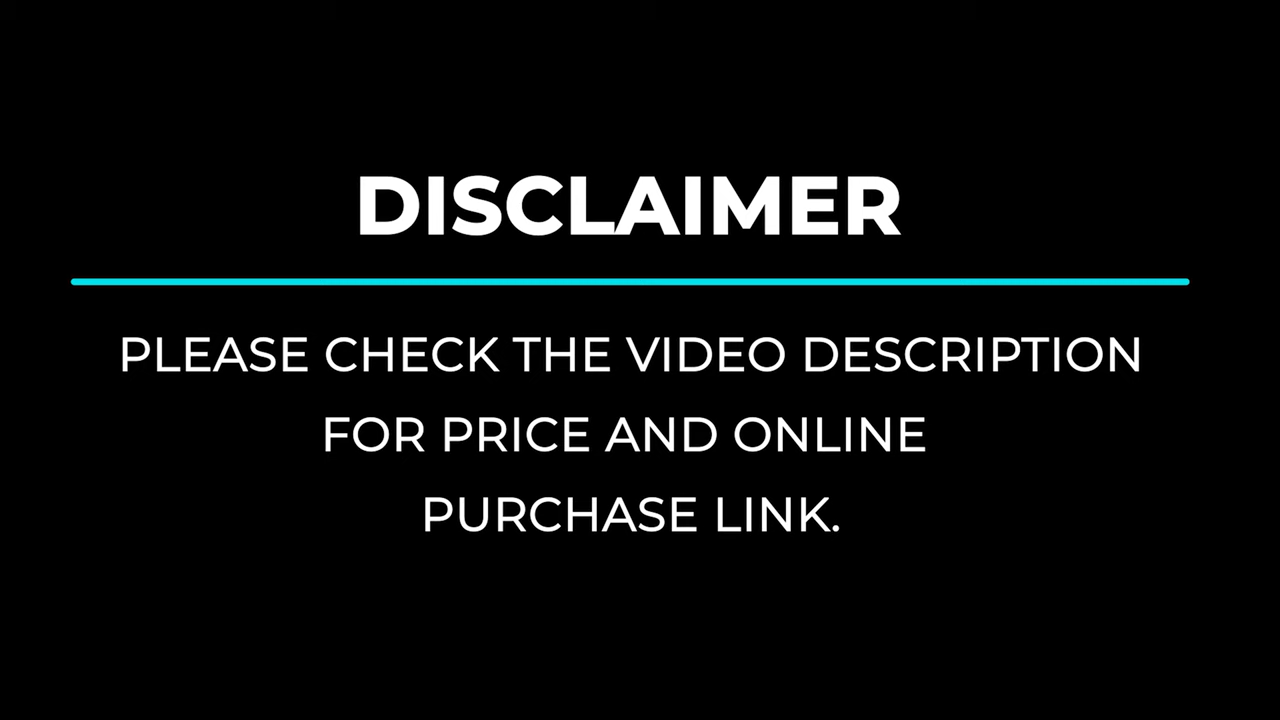 DISCLAIMER
PLEASE CHECK THE VIDEO DESCRIPTION
FOR PRICE AND ONLINE
PURCHASE LINK.